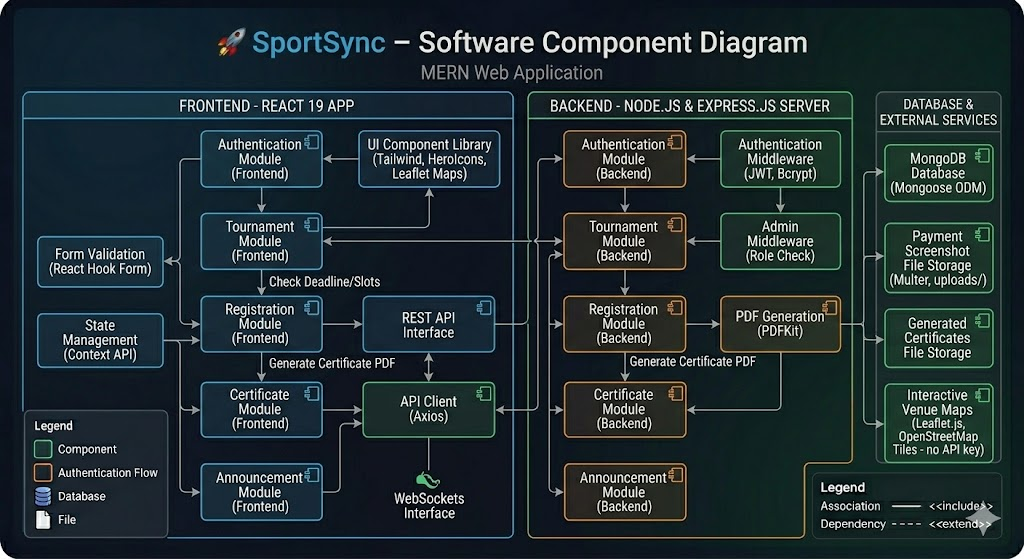 SportSync – Software Component Diagram
MERN Web Application
FRONTEND - REACT 19 APP
Authentication
Module
(Frontend)
UI Component Library
(Tailwind, HeroIcons,
Leaflet Maps)
Tournament
Module
(Frontend)
Form Validation
(React Hook Form)
Check Deadline/Slots
State
Management
(Context API)
Registration
Module
(Frontend)
REST API
Interface
Generate Certificate PDF
Certificate
Module
(Frontend)
API Client
(Axios)
Announcement
Module
(Frontend)
WebSockets
Interface
Legend
Component
Authentication Flow
Database
File
BACKEND - NODE.JS & EXPRESS.JS SERVER
Authentication
Module
(Backend)
Authentication
Middleware
(JWT, Bcrypt)
Tournament
Module
(Backend)
Admin
Middleware
(Role Check)
Registration
Module
(Backend)
PDF Generation
(PDFKit)
Generate Certificate PDF
Certificate
Module
(Backend)
Announcement
Module
(Backend)
DATABASE &
EXTERNAL SERVICES
MongoDB
Database
(Mongoose ODM)
Payment
Screenshot
File Storage
(Multer, uploads/)
Generated
Certificates
File Storage
Interactive
Venue Maps
(Leaflet.js,
OpenStreetMap
Tiles - no API key)
Legend
Association <<include>>
Dependency <<extend>>